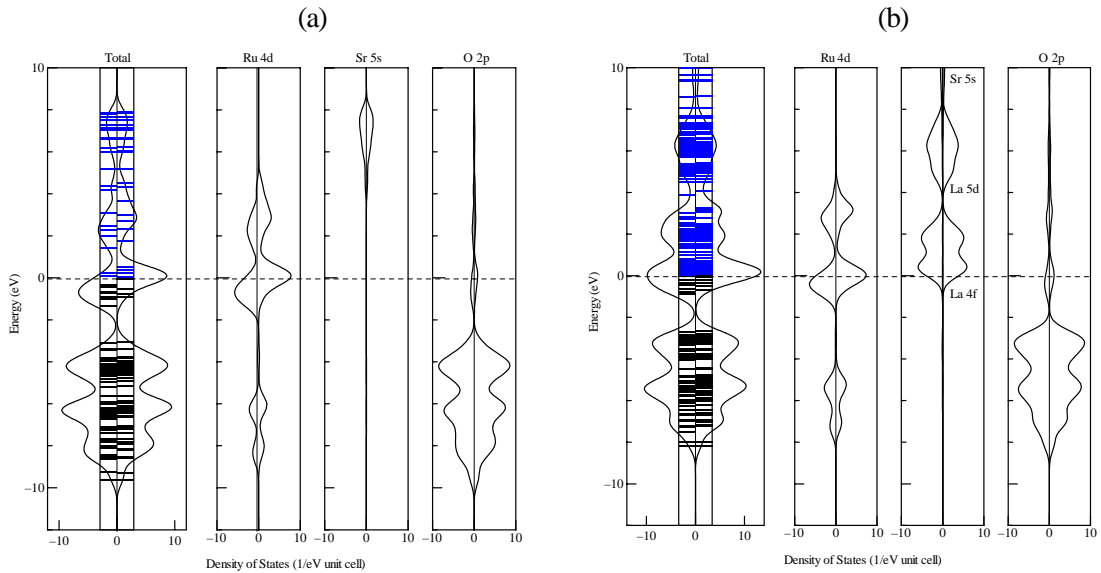 (a)
Total
Ru 4d
Sr 5s
O 2p
10
0
–10
Energy (eV)
–10 0 10
–10 0 10
–10 0 10
–10 0 10
Density of States (1/eV unit cell)
(b)
Total
Ru 4d
O 2p
10
0
–10
Energy (eV)
Sr 5s
La 5d
La 4f
–10 0 10
–10 0 10
–10 0 10
–10 0 10
Density of States (1/eV unit cell)